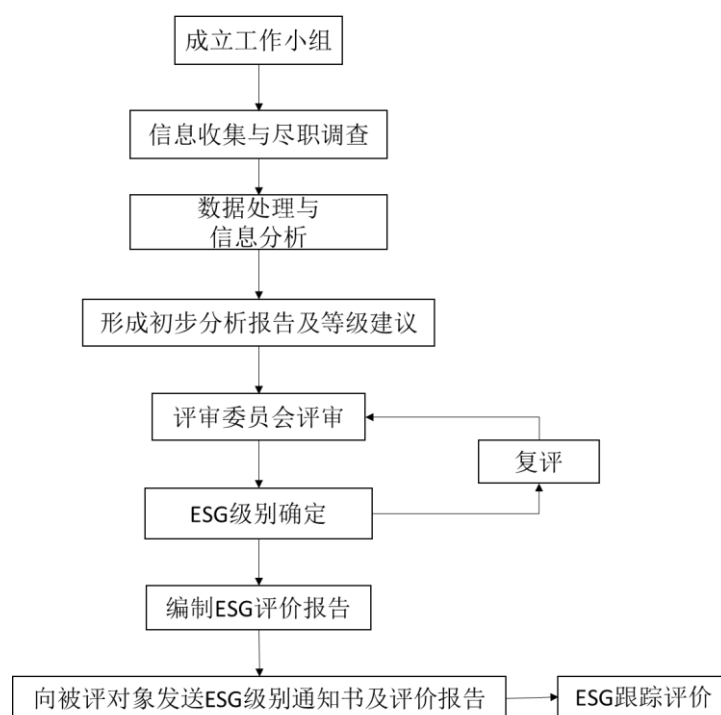 成立工作小组
信息收集与尽职调查
数据处理与
信息分析
形成初步分析报告及等级建议
评审委员会评审
复评
ESG级别确定
编制ESG评价报告
向被评对象发送ESG级别通知书及评价报告
ESG跟踪评价